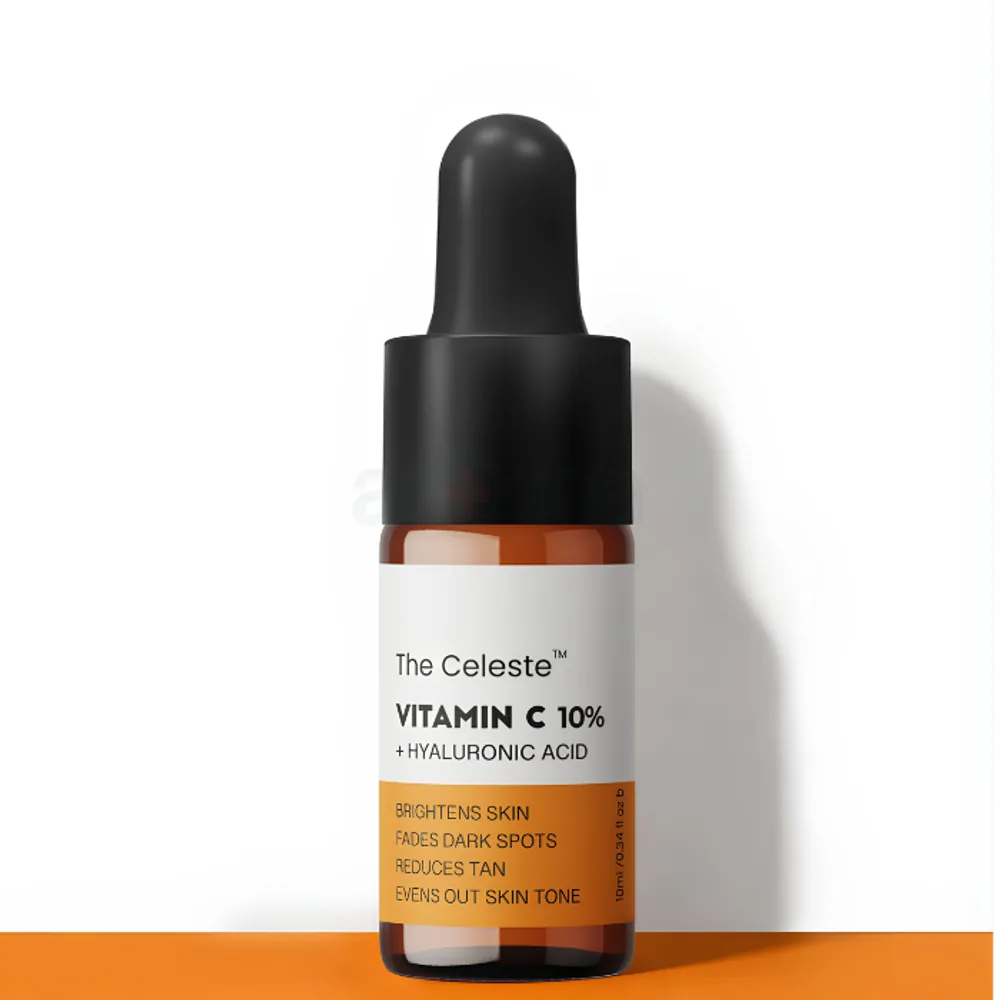 The Celeste™
VITAMIN C 10%
+ HYALURONIC ACID
BRIGHTENS SKIN
FADES DARK SPOTS
REDUCES TAN
EVENS OUT SKIN TONE
10ml /0.34 fl oz b